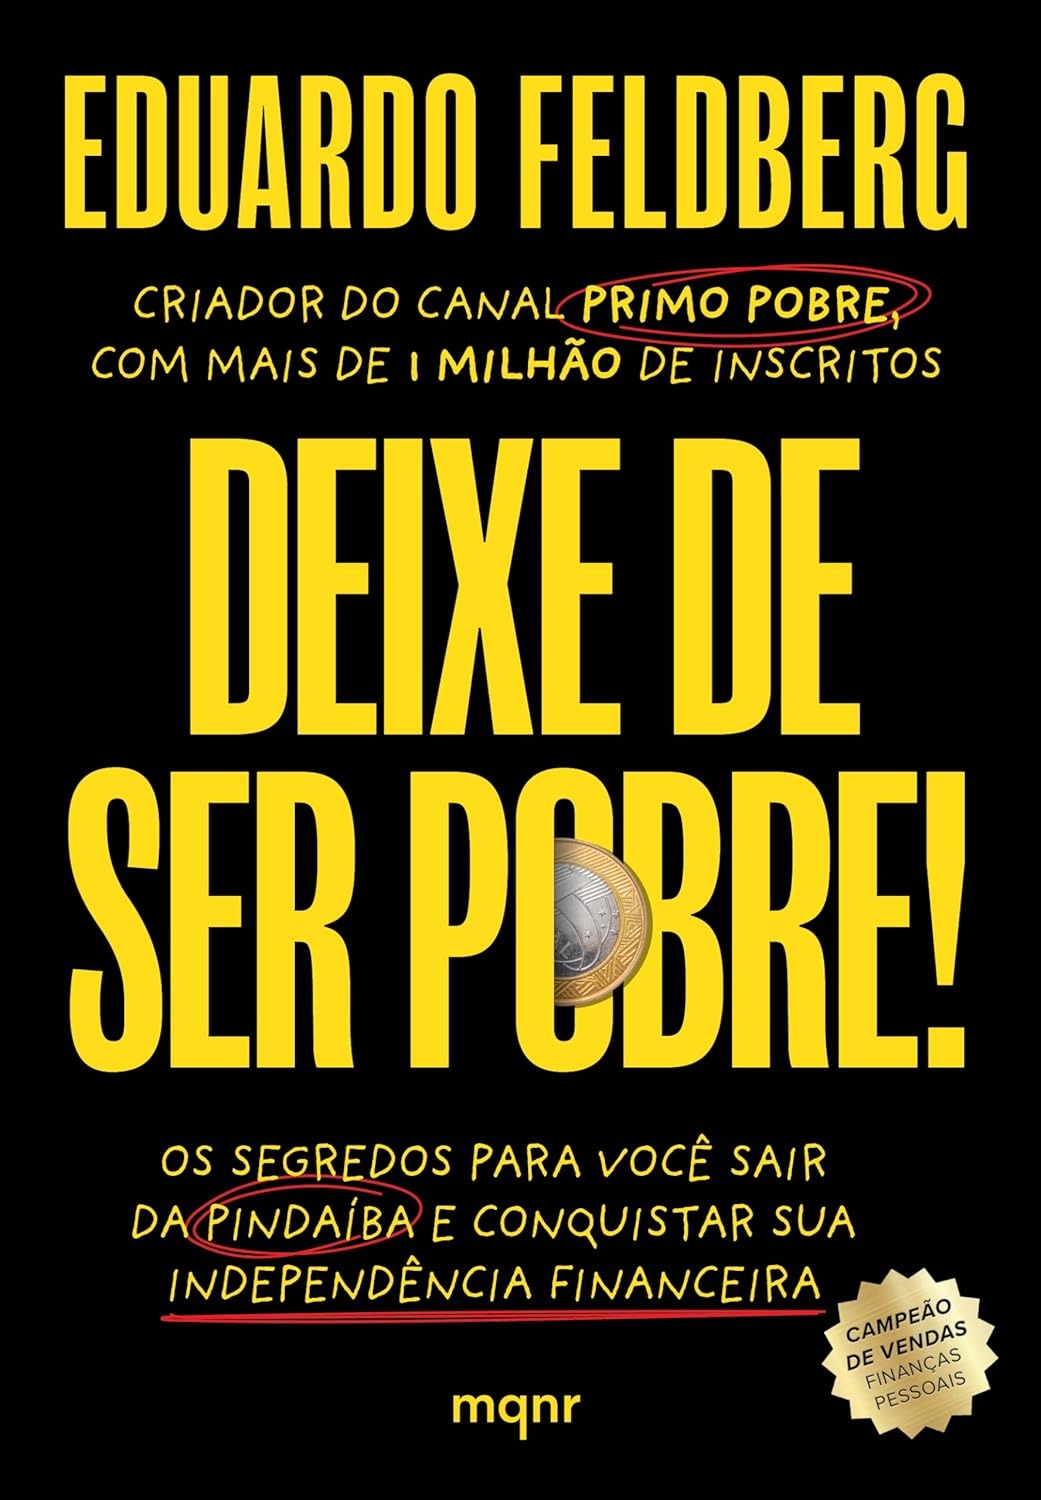 EDUARDO FELDBERG
CRIADOR DO CANAL PRIMO POBRE,
COM MAIS DE 1 MILHÃO DE INSCRITOS
DEIXE DE
SER POBRE!
OS SEGREDOS PARA VOCÊ SAIR
DA PINDAÍBA E CONQUISTAR SUA
INDEPENDÊNCIA FINANCEIRA
CAMPEÃO
DE VENDAS
FINANÇAS
PESSOAIS
mqnr